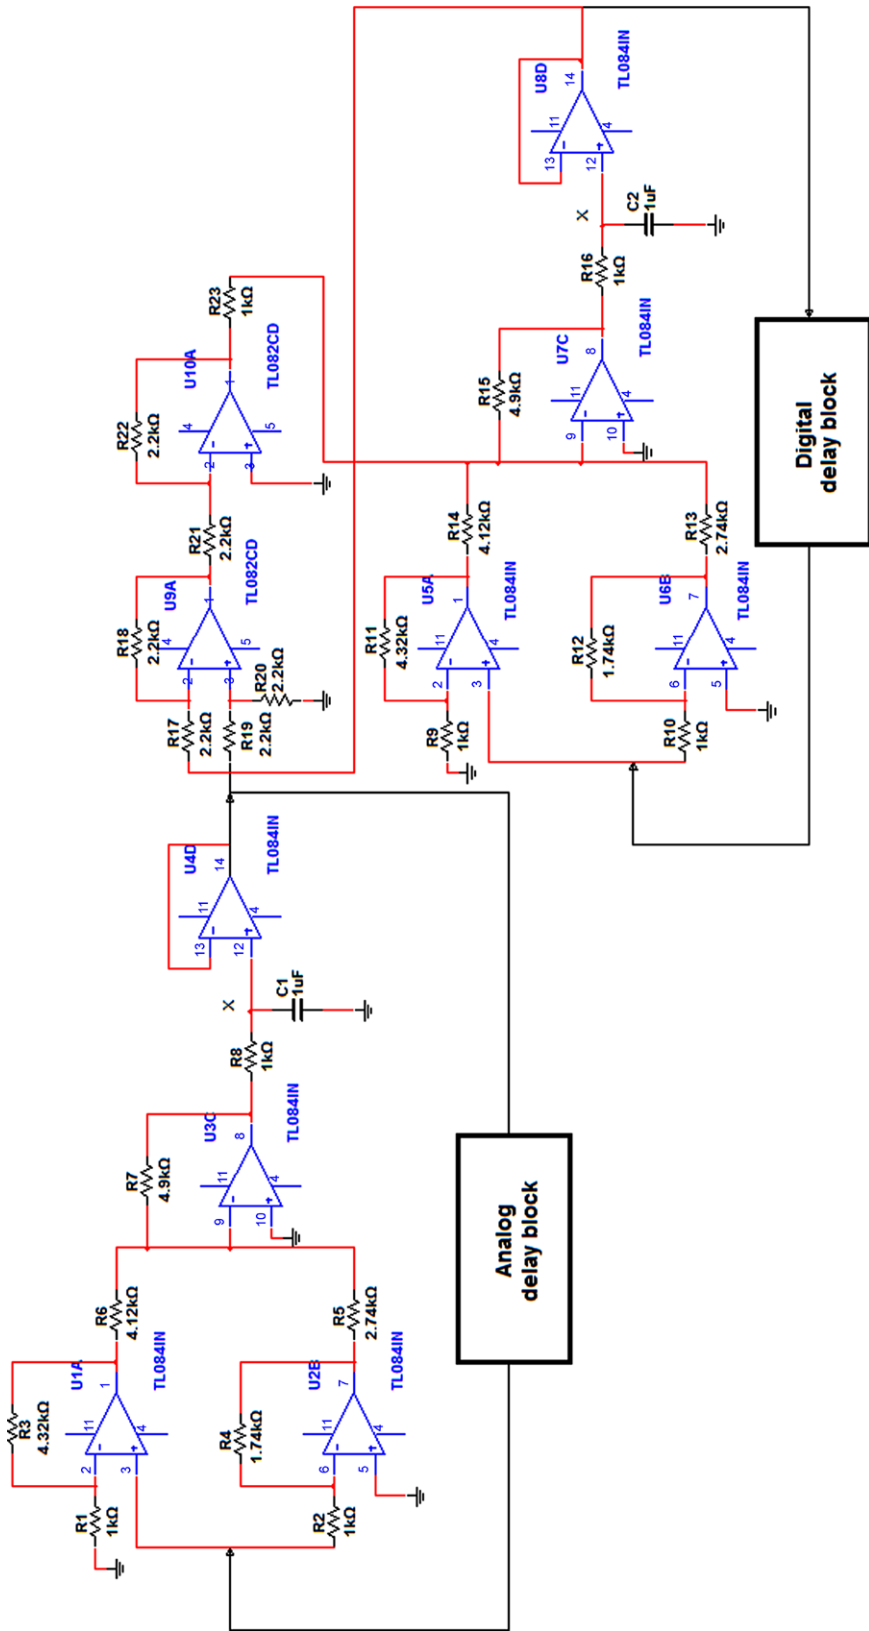 R3
4.32kΩ
U1A
2
3
11
4
1
TL084IN
R1
1kΩ
R6
4.12kΩ
R4
1.74kΩ
U2B
6
5
11
4
7
TL084IN
R2
1kΩ
R5
2.74kΩ
R7
4.9kΩ
U3C
9
10
11
4
8
TL084IN
R8
1kΩ
X
C1
1uF
U4D
13
12
11
4
14
TL084IN
Analog
delay block
R17
2.2kΩ
R19
2.2kΩ
R20
2.2kΩ
R18
2.2kΩ
U9A
2
3
4
5
1
TL082CD
R21
2.2kΩ
R22
2.2kΩ
U10A
2
3
4
5
1
TL082CD
R23
1kΩ
R11
4.32kΩ
U5A
2
3
11
4
1
TL084IN
R9
1kΩ
R14
4.12kΩ
R12
1.74kΩ
U6B
6
5
11
4
7
TL084IN
R10
1kΩ
R13
2.74kΩ
R15
4.9kΩ
U7C
9
10
11
4
8
TL084IN
R16
1kΩ
X
C2
1uF
U8D
13
12
11
4
14
TL084IN
Digital
delay block